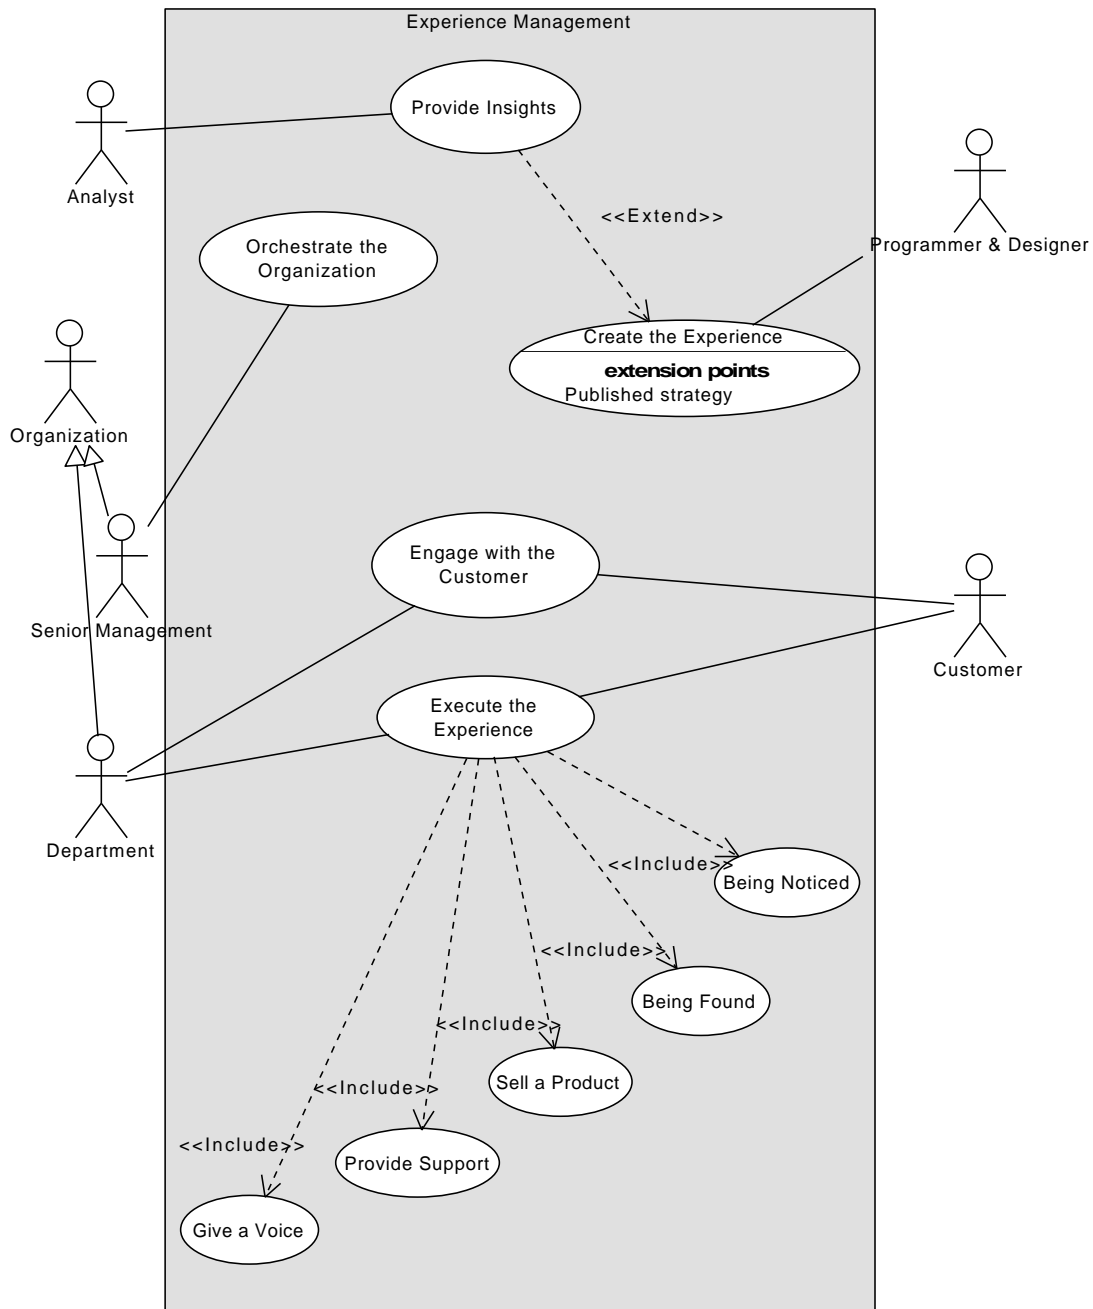 Experience Management
Provide Insights
Analyst
<<Extend>>
Programmer & Designer
Orchestrate the
Organization
Create the Experience
extension points
Published strategy
Organization
Engage with the
Customer
Senior Management
Customer
Execute the
Experience
Department
<<Include>>
Being Noticed
<<Include>>
Being Found
<<Include>>
Sell a Product
<<Include>>
Provide Support
<<Include>>
Give a Voice